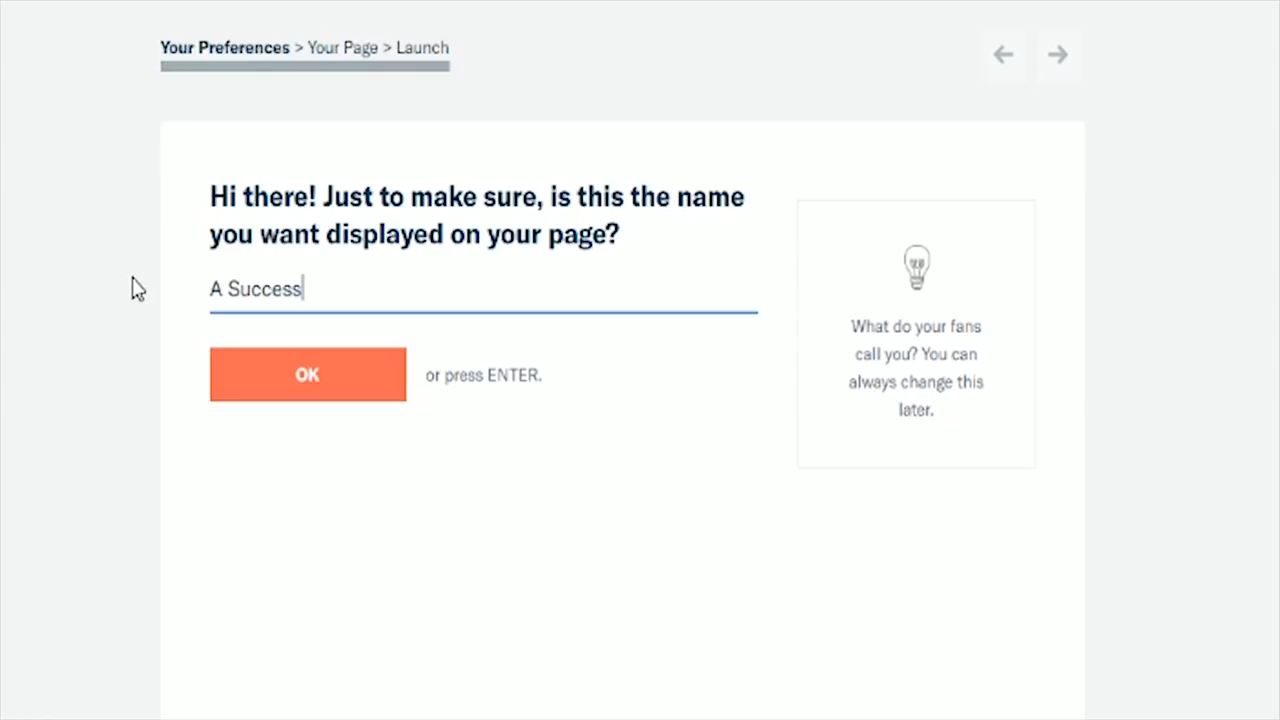 Your Preferences > Your Page > Launch
Hi there! Just to make sure, is this the name
you want displayed on your page?
A Success
OK
or press ENTER.
What do your fans
call you? You can
always change this
later.